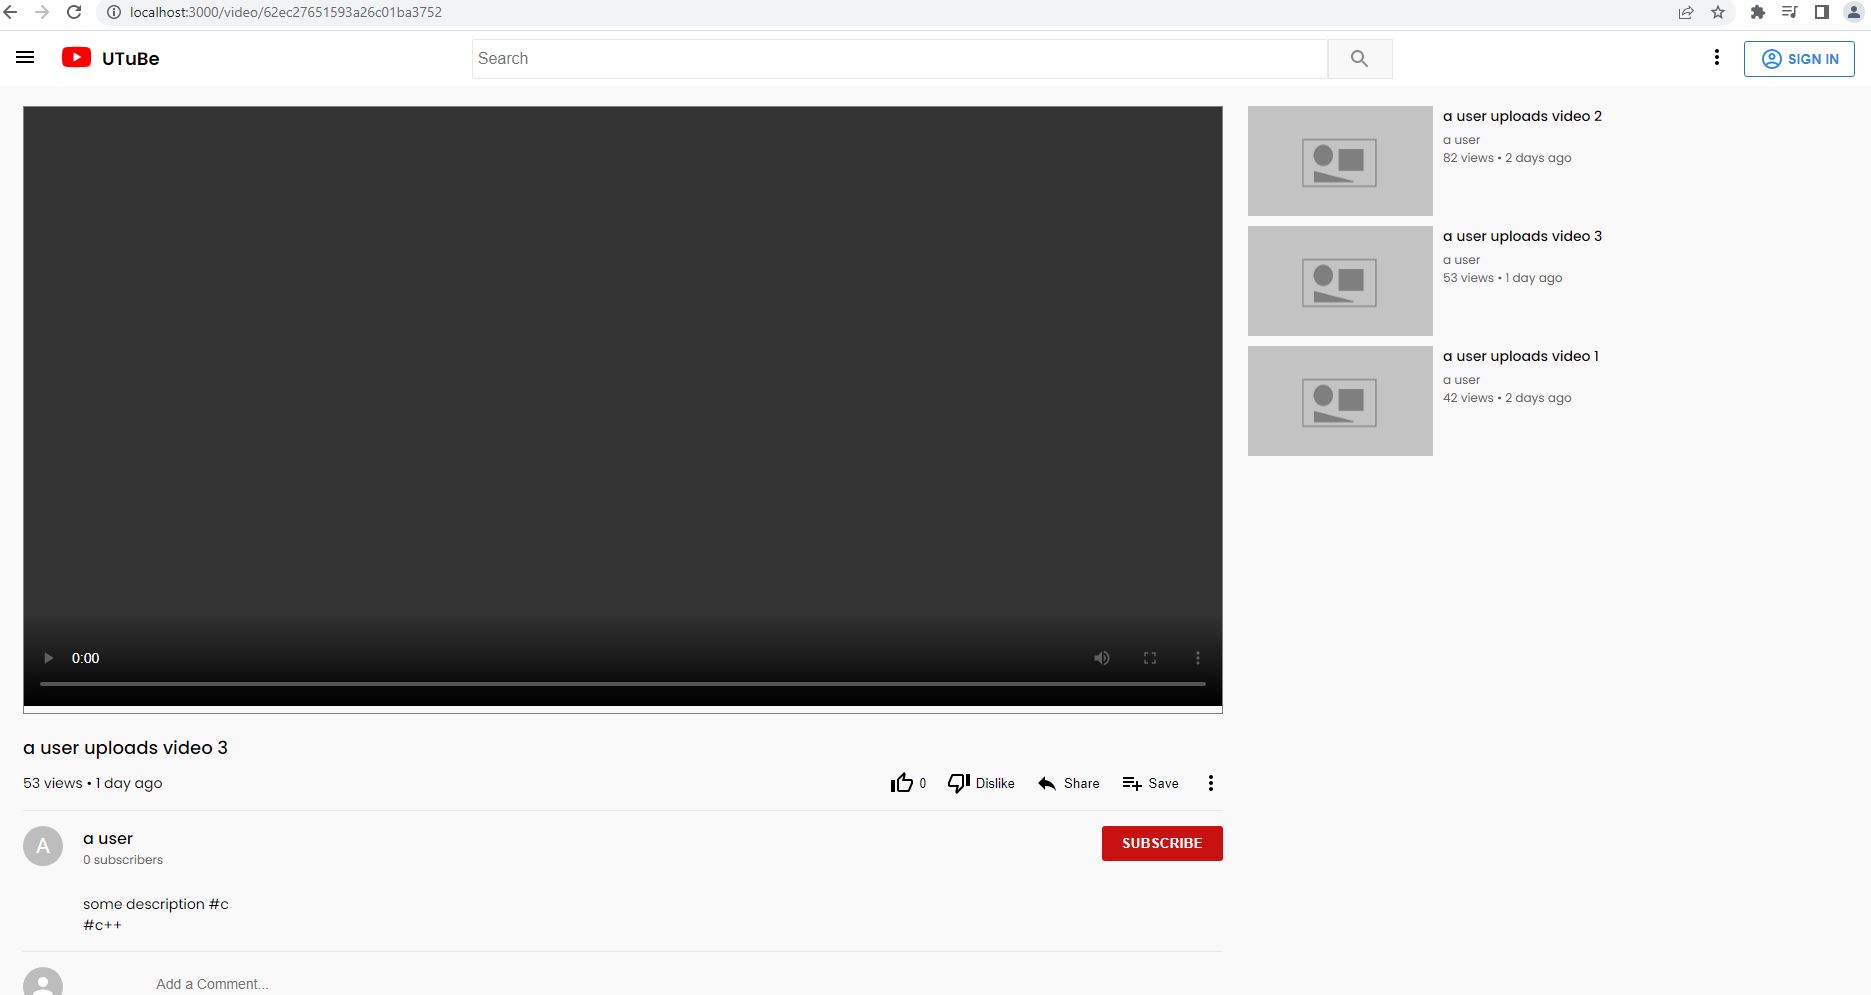 localhost:3000/video/62ec27651593a26c01ba3752
UTuBe
Search
SIGN IN
0:00
a user uploads video 3
53 views • 1 day ago
0
Dislike
Share
Save
A
a user
0 subscribers
SUBSCRIBE
some description #c
#c++
Add a Comment...
a user uploads video 2
a user
82 views • 2 days ago
a user uploads video 3
a user
53 views • 1 day ago
a user uploads video 1
a user
42 views • 2 days ago